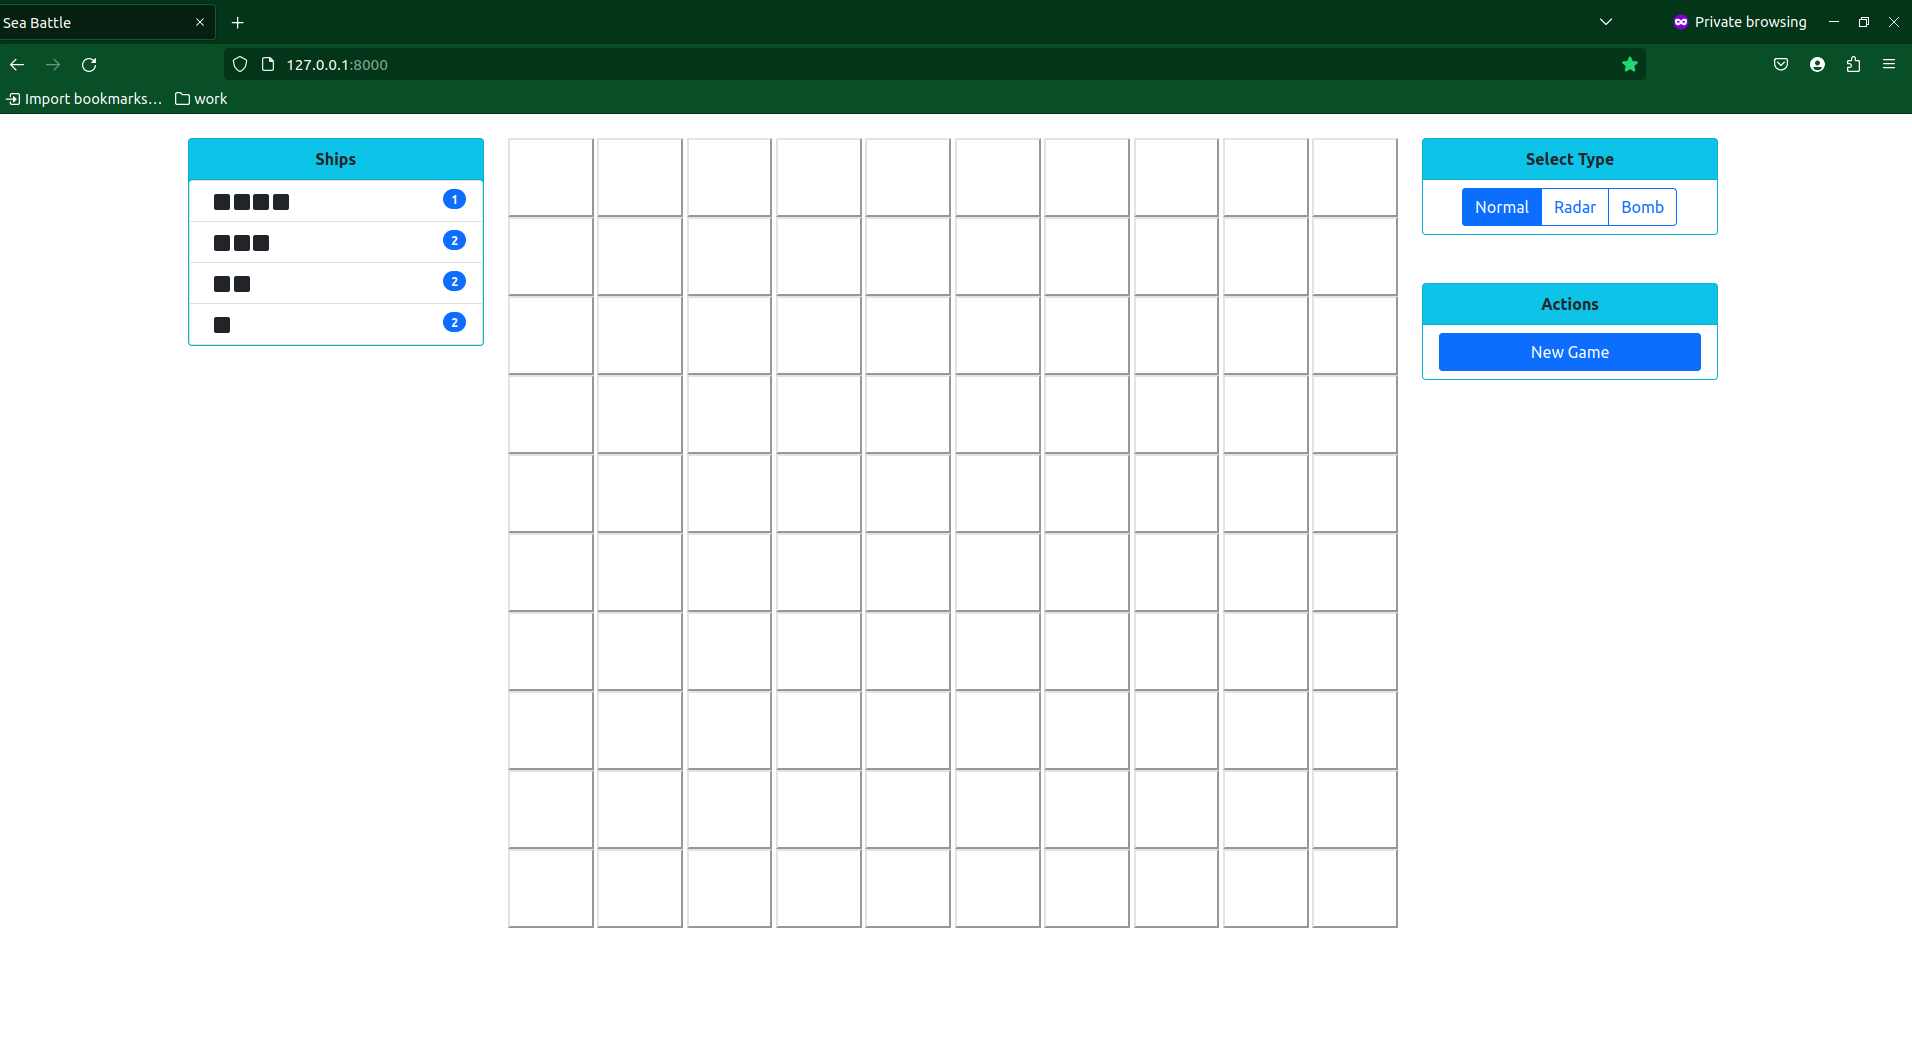 Sea Battle
Private browsing
127.0.0.1:8000
Import bookmarks...
work
Ships
1
2
2
2
Select Type
Normal
Radar
Bomb
Actions
New Game